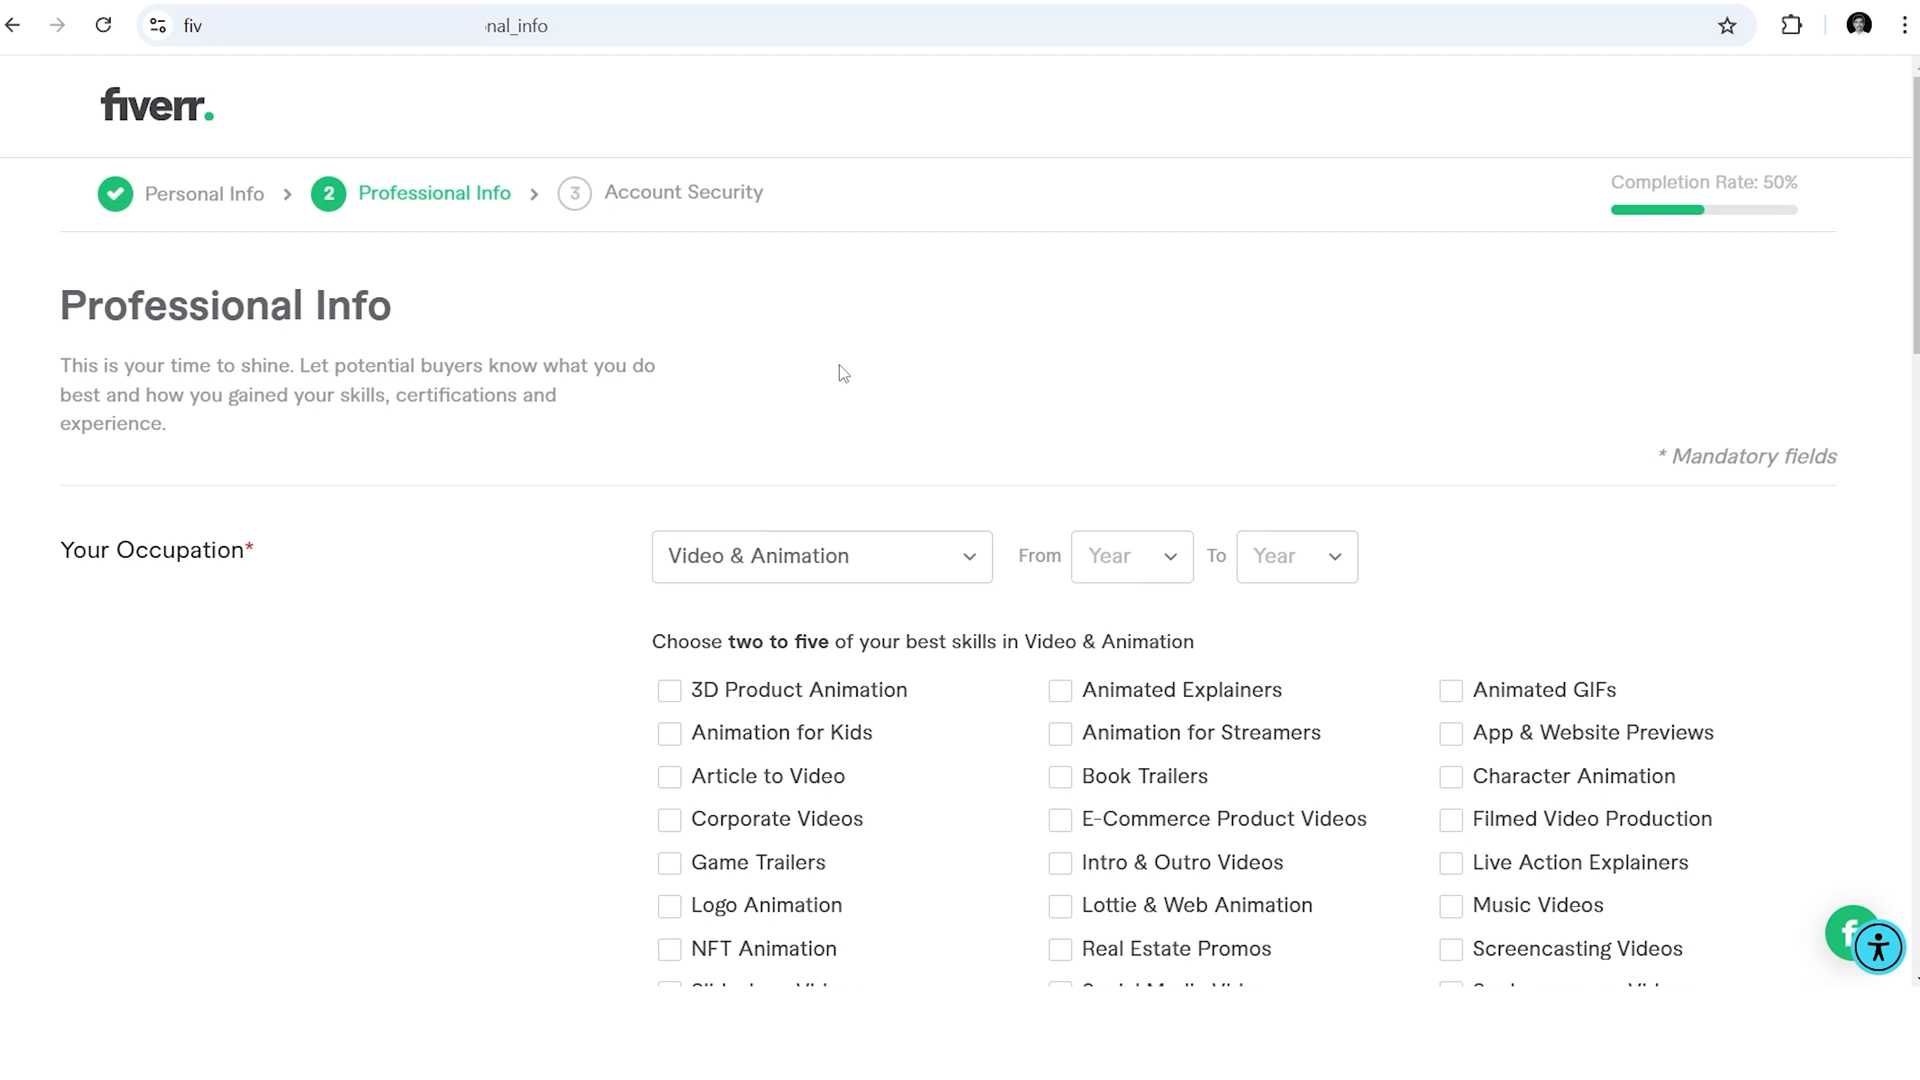 fiv nal_info
fiverr.
Personal Info > 2 Professional Info > 3 Account Security
Completion Rate: 50%
Professional Info
This is your time to shine. Let potential buyers know what you do
best and how you gained your skills, certifications and
experience.
* Mandatory fields
Your Occupation* Video & Animation From Year To Year
Choose two to five of your best skills in Video & Animation
3D Product Animation Animated Explainers Animated GIFs
Animation for Kids Animation for Streamers App & Website Previews
Article to Video Book Trailers Character Animation
Corporate Videos E-Commerce Product Videos Filmed Video Production
Game Trailers Intro & Outro Videos Live Action Explainers
Logo Animation Lottie & Web Animation Music Videos
NFT Animation Real Estate Promos Screencasting Videos